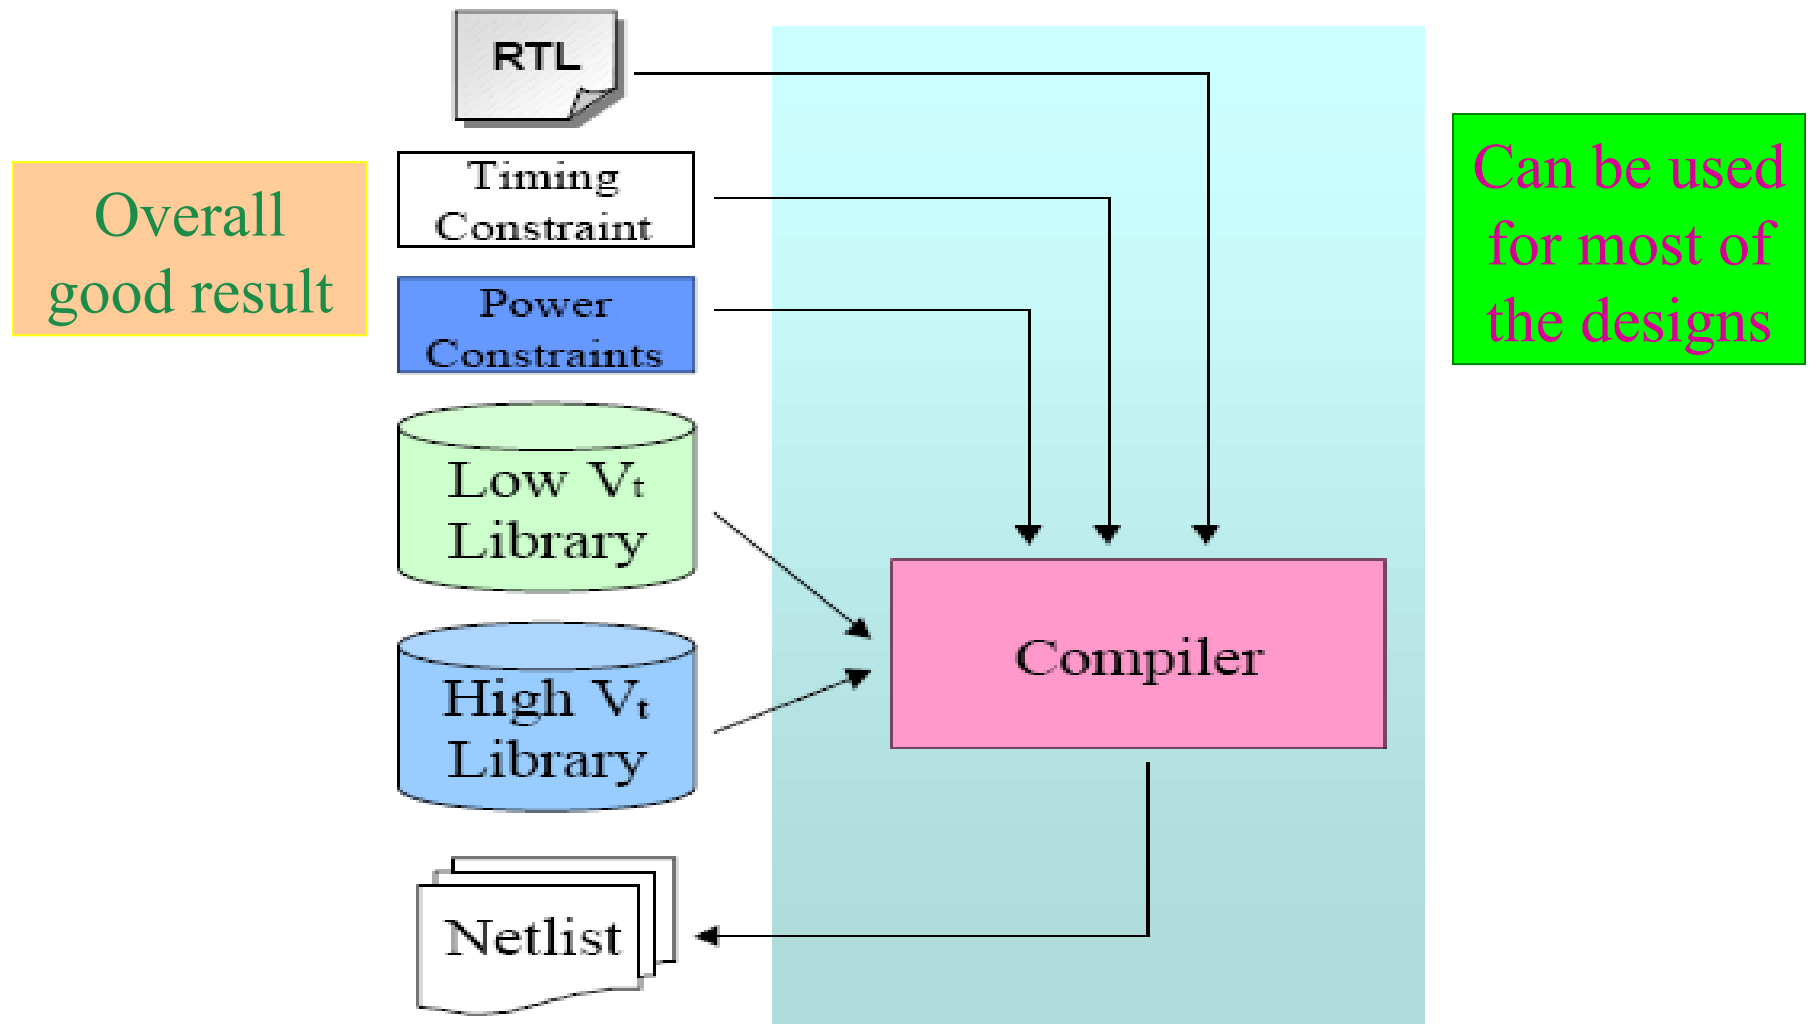 RTL
Timing
Constraint
Overall
good result
Power
Constraints
Can be used
for most of
the designs
Low Vt
Library
High Vt
Library
Compiler
Netlist